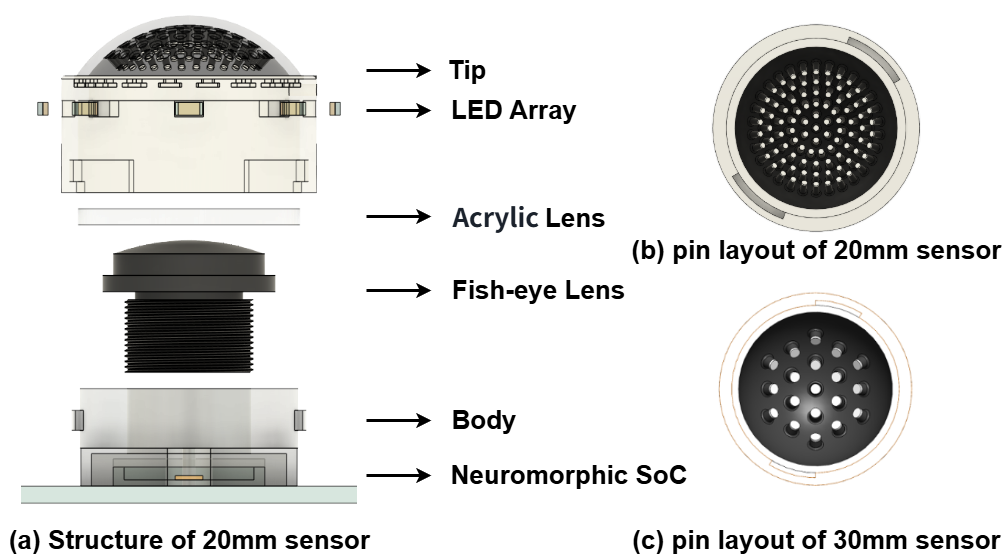 Tip
LED Array
Acrylic Lens
Fish-eye Lens
Body
Neuromorphic SoC
(a) Structure of 20mm sensor
(b) pin layout of 20mm sensor
(c) pin layout of 30mm sensor